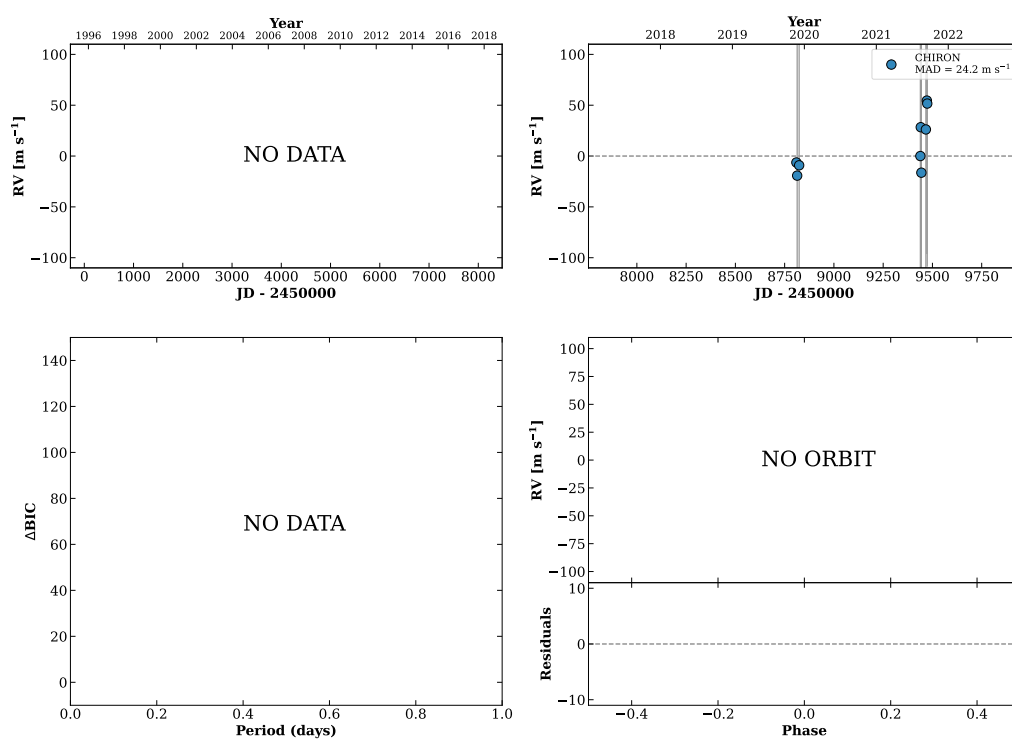 Year
1996 1998 2000 2002 2004 2006 2008 2010 2012 2014 2016 2018
100
50
0
−50
−100
RV [m s⁻¹]
NO DATA
0 1000 2000 3000 4000 5000 6000 7000 8000
JD - 2450000
Year
2018 2019 2020 2021 2022
CHIRON
MAD = 24.2 m s⁻¹
100
50
0
−50
−100
RV [m s⁻¹]
8000 8250 8500 8750 9000 9250 9500 9750
JD - 2450000
140
120
100
80
60
40
20
0
ΔBIC
NO DATA
0.0 0.2 0.4 0.6 0.8 1.0
Period (days)
100
75
50
25
0
−25
−50
−75
−100
RV [m s⁻¹]
NO ORBIT
10
0
−10
Residuals
−0.4 −0.2 0.0 0.2 0.4
Phase